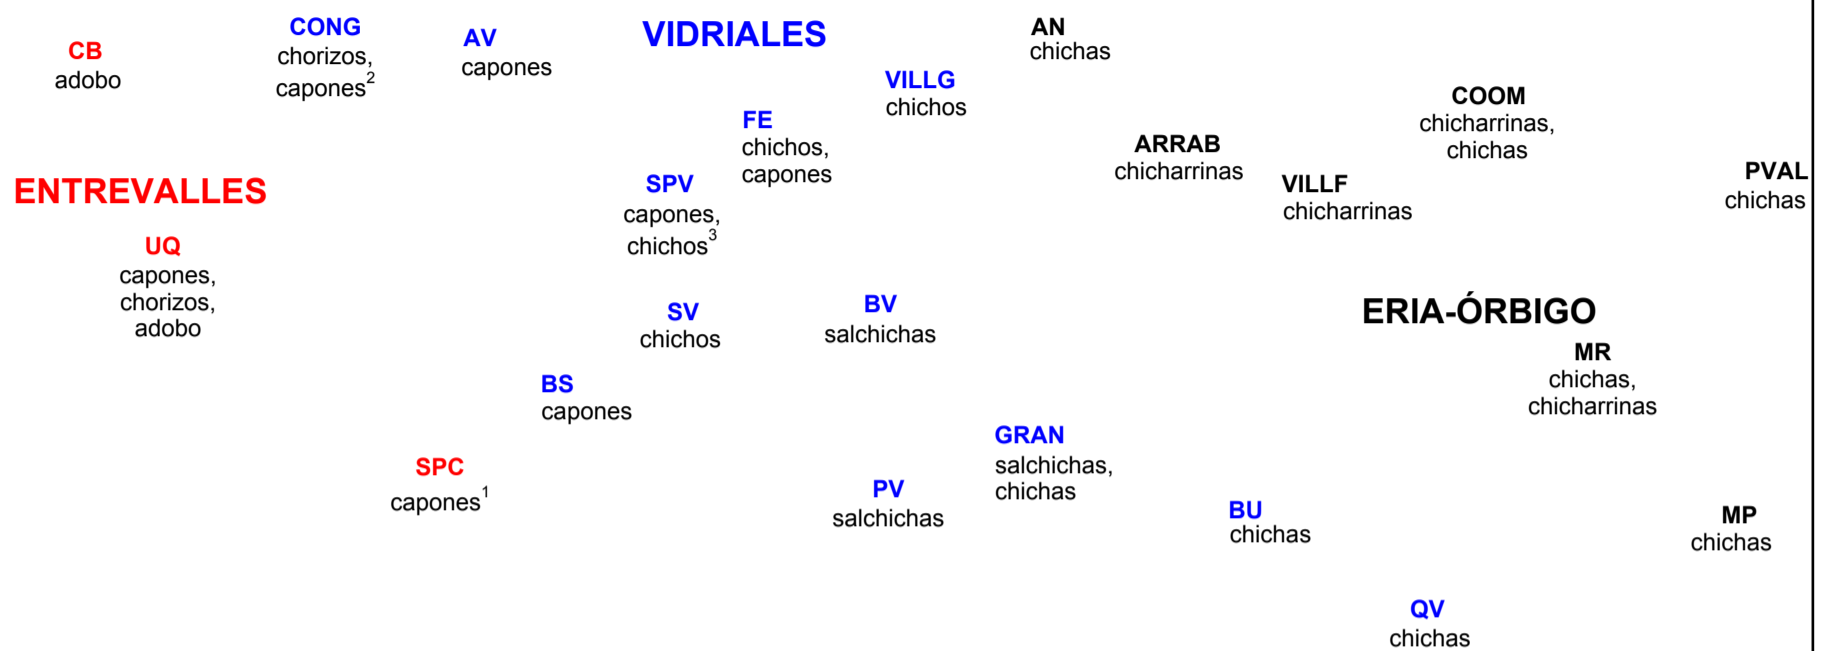 CONG
chorizos,
capones²
CB
adobo
AV
capones
VIDRIALES
VILLG
chichos
AN
chichas
COOM
chicharrinas,
chichas
FE
chichos,
capones
ARRAB
chicharrinas
PVAL
chichas
ENTREVALLES
SPV
capones,
chichos³
VILLF
chicharrinas
UQ
capones,
chorizos,
adobo
SV
chichos
BV
salchichas
ERIA-ÓRBIGO
MR
chichas,
chicharrinas
BS
capones
GRAN
salchichas,
chichas
SPC
capones¹
PV
salchichas
BU
chichas
MP
chichas
QV
chichas